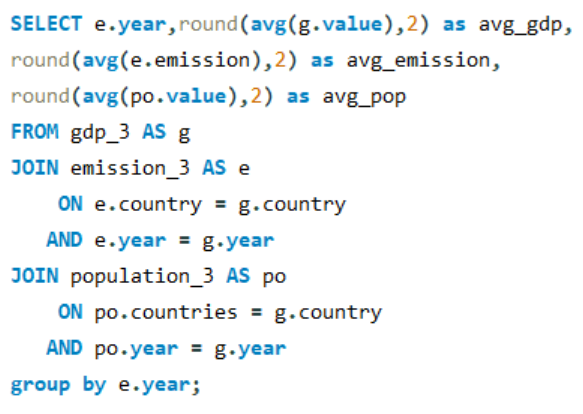 SELECT e.year,round(avg(g.value),2) as avg_gdp,
round(avg(e.emission),2) as avg_emission,
round(avg(po.value),2) as avg_pop
FROM gdp_3 AS g
JOIN emission_3 AS e
    ON e.country = g.country
   AND e.year = g.year
JOIN population_3 AS po
    ON po.countries = g.country
   AND po.year = g.year
group by e.year;